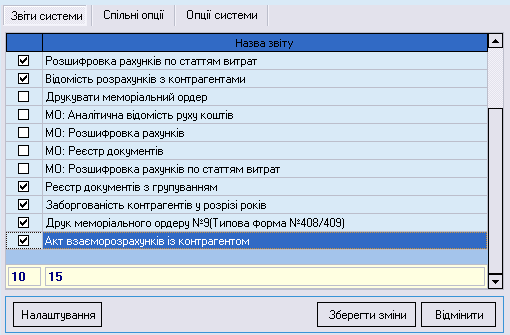 Звіти системи Спільні опції Опції системи
Назва звіту
Розшифровка рахунків по статтям витрат
Відомість розрахунків з контрагентами
Друкувати меморіальний ордер
МО: Аналітична відомість руху коштів
МО: Розшифровка рахунків
МО: Реєстр документів
МО: Розшифровка рахунків по статтям витрат
Реєстр документів з групуванням
Заборгованість контрагентів у розрізі років
Друк меморіального ордеру №9(Типова Форма №408/409)
Акт взаєморозрахунків із контрагентом
10 15
Налаштування Зберегти зміни Відмінити